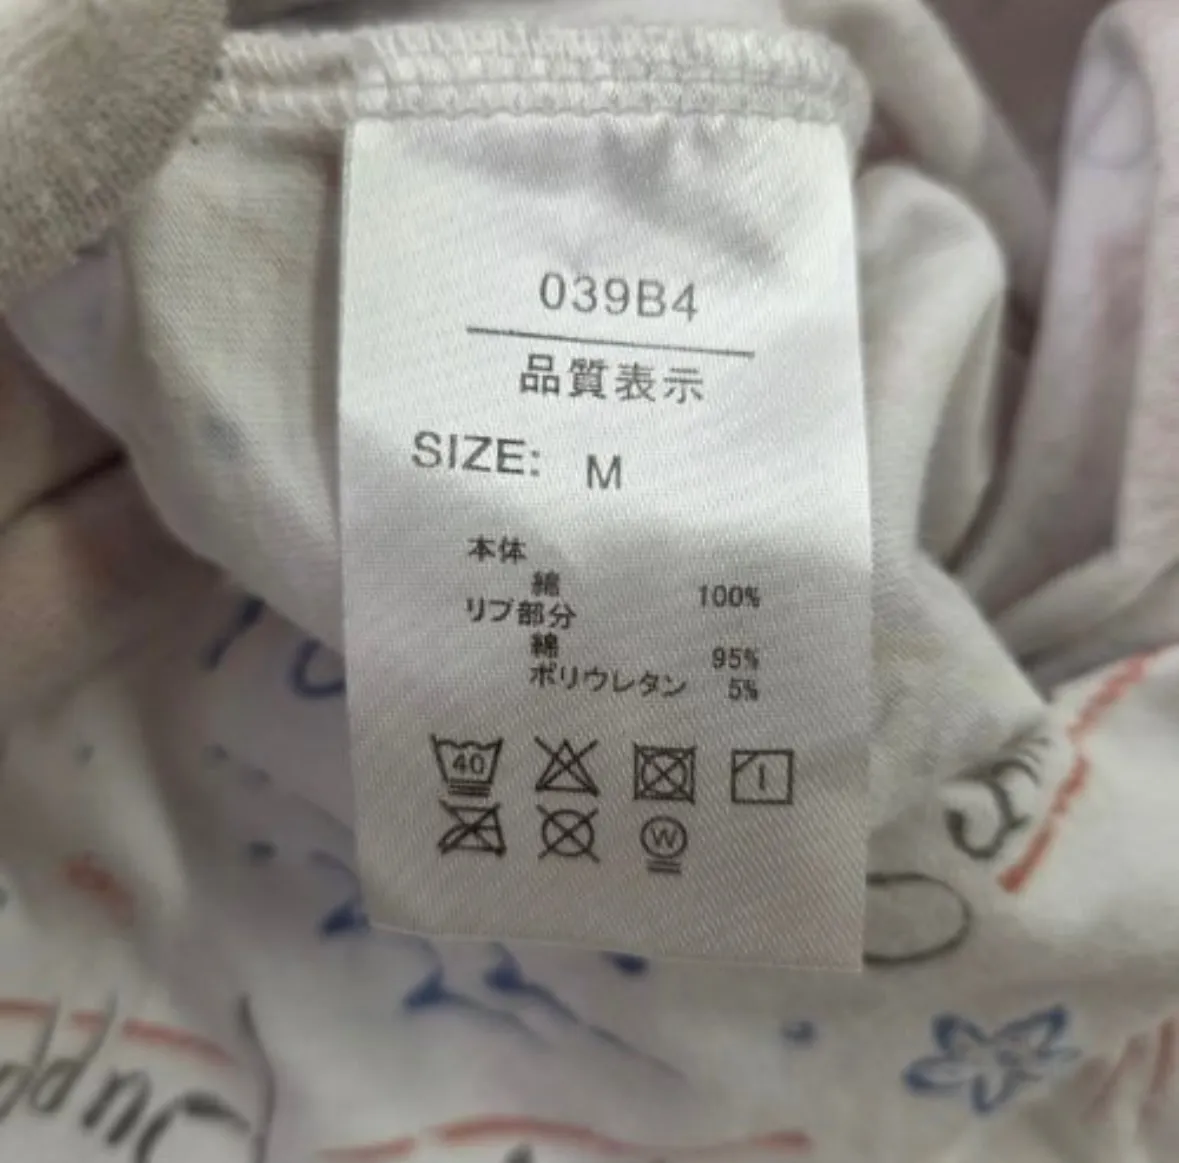 039B4
品質表示
SIZE: M
本体
綿 100%
リブ部分
綿 95%
ポリウレタン 5%
40
W